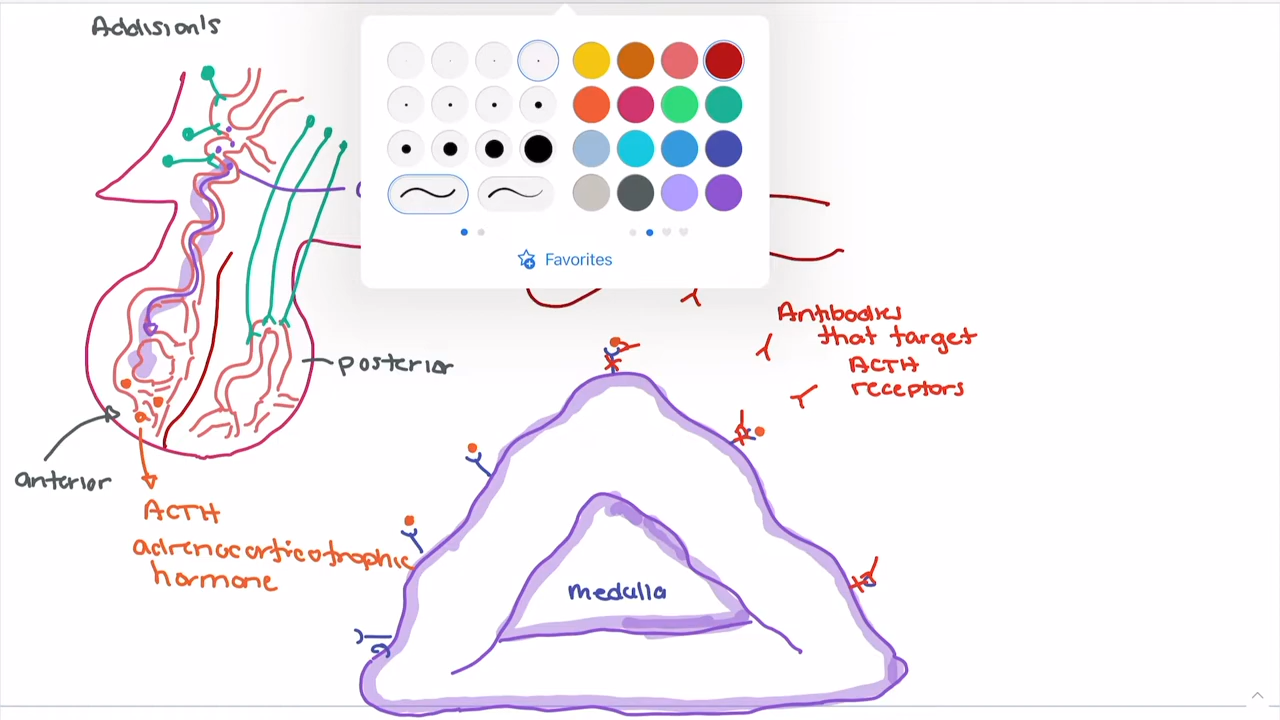 Addison's
Favorites
Antibodies
that target
ACTH
receptors
posterior
anterior
ACTH
adrenocorticotrophic
hormone
medulla